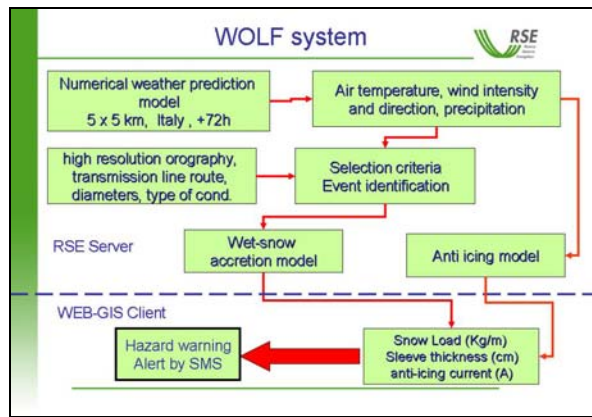 WOLF system
RSE
Numerical weather prediction
model
5 x 5 km, Italy , +72h
Air temperature, wind intensity
and direction, precipitation
high resolution orography,
transmission line route,
diameters, type of cond.
Selection criteria
Event identification
RSE Server
Wet-snow
accretion model
Anti icing model
WEB-GIS Client
Hazard warning
Alert by SMS
Snow Load (Kg/m)
Sleeve thickness (cm)
anti-icing current (A)